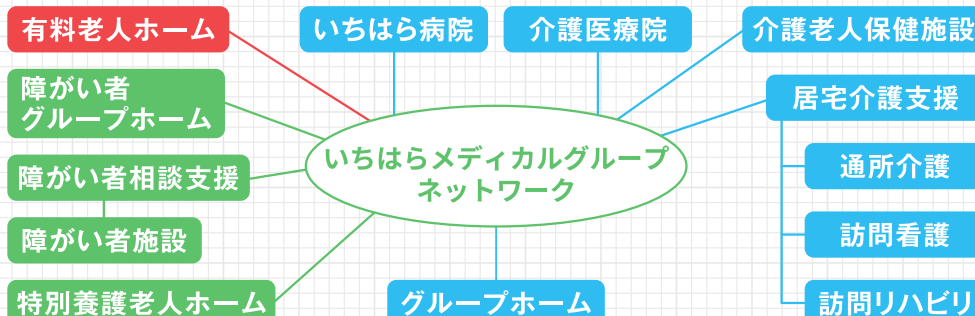 有料老人ホーム
いちはら病院
介護医療院
介護老人保健施設
障がい者
グループホーム
居宅介護支援
いちはらメディカルグループ
ネットワーク
通所介護
障がい者相談支援
訪問看護
障がい者施設
特別養護老人ホーム
グループホーム
訪問リハビリ